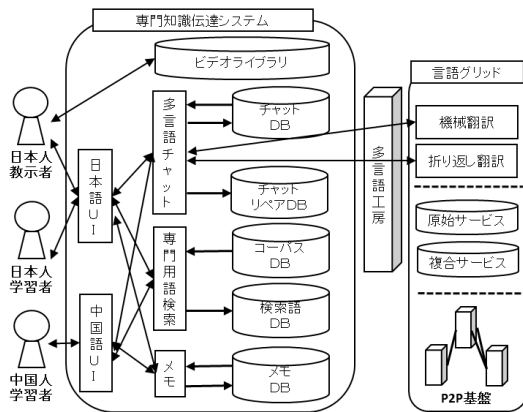 専門知識伝達システム
ビデオライブラリ
日本人
教示者
日本人
学習者
中国人
学習者
日本語UI
中国語UI
多言語チャット
専門用語検索
メモ
チャット
DB
チャット
リペアDB
コーパス
DB
検索語
DB
メモ
DB
多言語工房
言語グリッド
機械翻訳
折り返し翻訳
原始サービス
複合サービス
P2P基盤